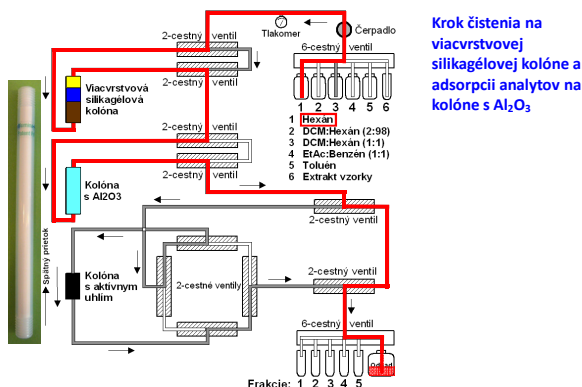 Krok čistenia na
viacvrstvovej
silikagélovej kolóne a
adsorpcii analytov na
kolóne s Al2O3
Tlakomer
Čerpadlo
2-cestný ventil
6-cestný ventil
2-cestný ventil
Viacvrstvová
silikagélová
kolóna
1 2 3 4 5 6
1 Hexán
2 DCM:Hexán (2:98)
3 DCM:Hexán (1:1)
4 EtAc:Benzén (1:1)
5 Toluén
6 Extrakt vzorky
2-cestný ventil
2-cestný ventil
Kolóna
s Al2O3
2-cestný ventil
Spätný prietok
Kolóna
s aktívnym
uhlím
2-cestné ventily
2-cestný ventil
6-cestný ventil
Frakcie: 1 2 3 4 5